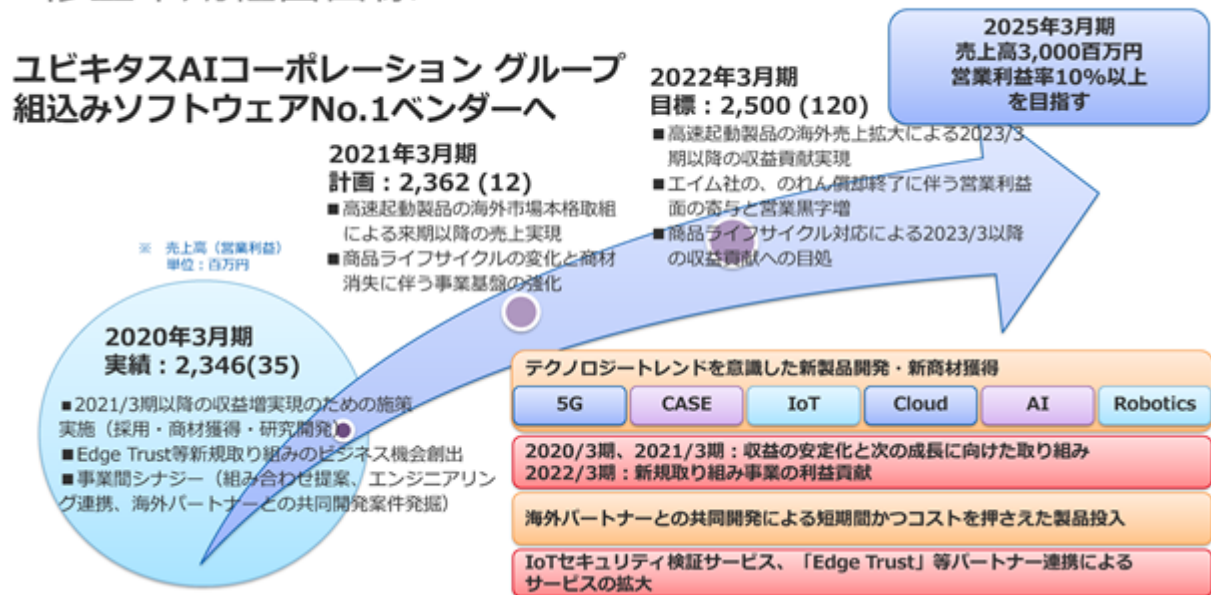 ユビキタスAIコーポレーション グループ
組込みソフトウェアNo.1ベンダーへ
2025年3月期
売上高3,000百万円
営業利益率10%以上
を目指す
2022年3月期
目標：2,500 (120)
■高速起動製品の海外売上拡大による2023/3
期以降の収益貢献実現
■エイム社の、のれん償却終了に伴う営業利益
面の寄与と営業黒字増
■商品ライフサイクル対応による2023/3以降
の収益貢献への目処
2021年3月期
計画：2,362 (12)
■高速起動製品の海外市場本格取組
による来期以降の売上実現
■商品ライフサイクルの変化と商材
消失に伴う事業基盤の強化
※ 売上高（営業利益）
単位：百万円
2020年3月期
実績：2,346(35)
■2021/3期以降の収益増実現のための施策
実施（採用・商材獲得・研究開発）
■Edge Trust等新規取り組みのビジネス機会創出
■事業間シナジー（組み合わせ提案、エンジニアリン
グ連携、海外パートナーとの共同開発案件発掘）
テクノロジートレンドを意識した新製品開発・新商材獲得
5G CASE IoT Cloud AI Robotics
2020/3期、2021/3期：収益の安定化と次の成長に向けた取り組み
2022/3期：新規取り組み事業の利益貢献
海外パートナーとの共同開発による短期間かつコストを押さえた製品投入
IoTセキュリティ検証サービス、「Edge Trust」等パートナー連携による
サービスの拡大